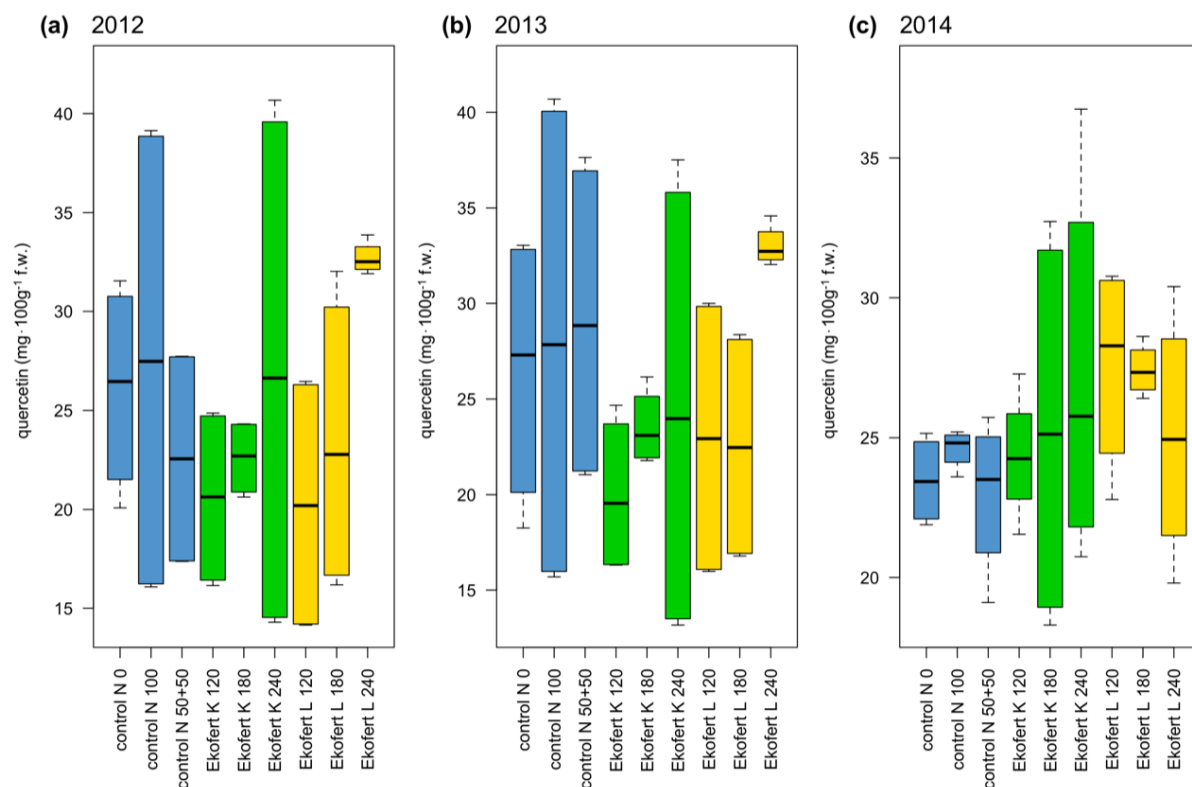 (a) 2012
quercetin (mg·100g⁻¹ f.w.)
40
35
30
25
20
15
control N 0
control N 100
control N 50+50
Ekofert K 120
Ekofert K 180
Ekofert K 240
Ekofert L 120
Ekofert L 180
Ekofert L 240
(b) 2013
quercetin (mg·100g⁻¹ f.w.)
40
35
30
25
20
15
control N 0
control N 100
control N 50+50
Ekofert K 120
Ekofert K 180
Ekofert K 240
Ekofert L 120
Ekofert L 180
Ekofert L 240
(c) 2014
quercetin (mg·100g⁻¹ f.w.)
35
30
25
20
control N 0
control N 100
control N 50+50
Ekofert K 120
Ekofert K 180
Ekofert K 240
Ekofert L 120
Ekofert L 180
Ekofert L 240